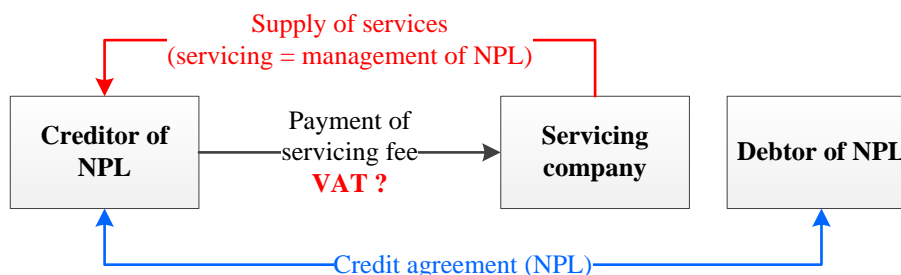 Supply of services
(servicing = management of NPL)
Creditor of
NPL
Payment of
servicing fee
VAT ?
Servicing
company
Debtor of NPL
Credit agreement (NPL)